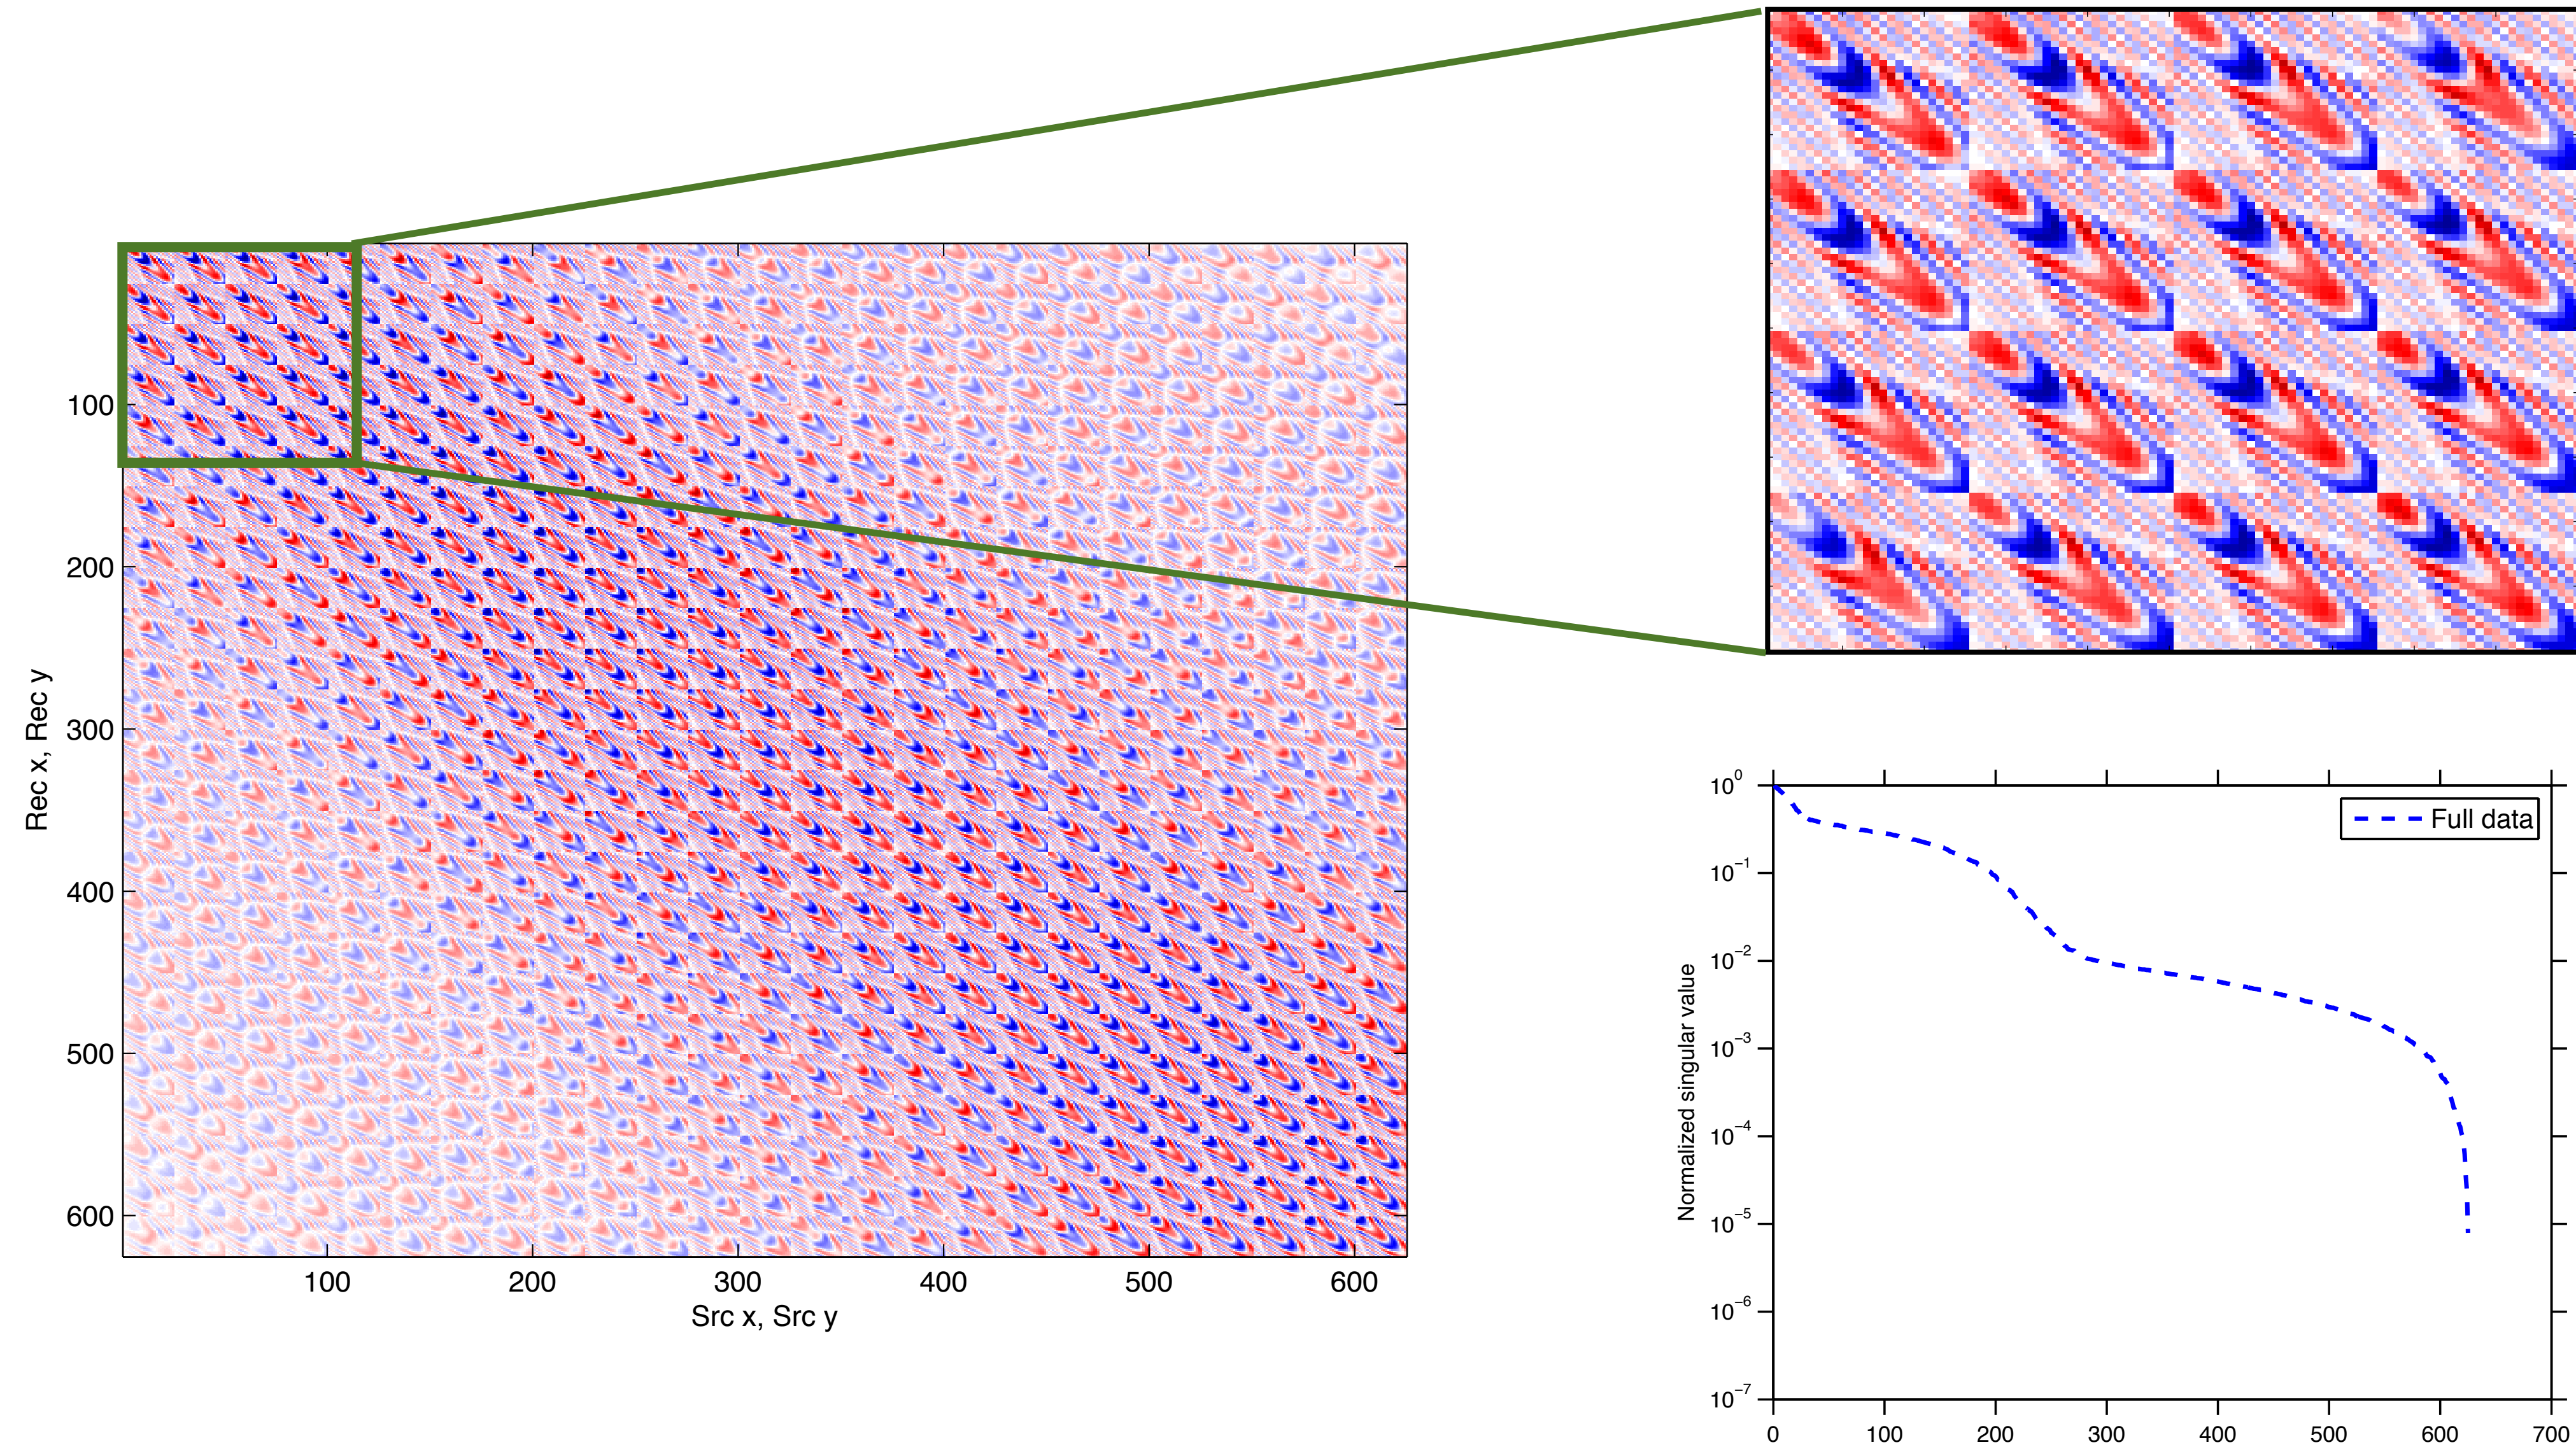 100
200
300
400
500
600
Rec x, Rec y
100 200 300 400 500 600
Src x, Src y
10⁰
10⁻¹
10⁻²
10⁻³
10⁻⁴
10⁻⁵
10⁻⁶
10⁻⁷
Normalized singular value
Full data
0 100 200 300 400 500 600 700